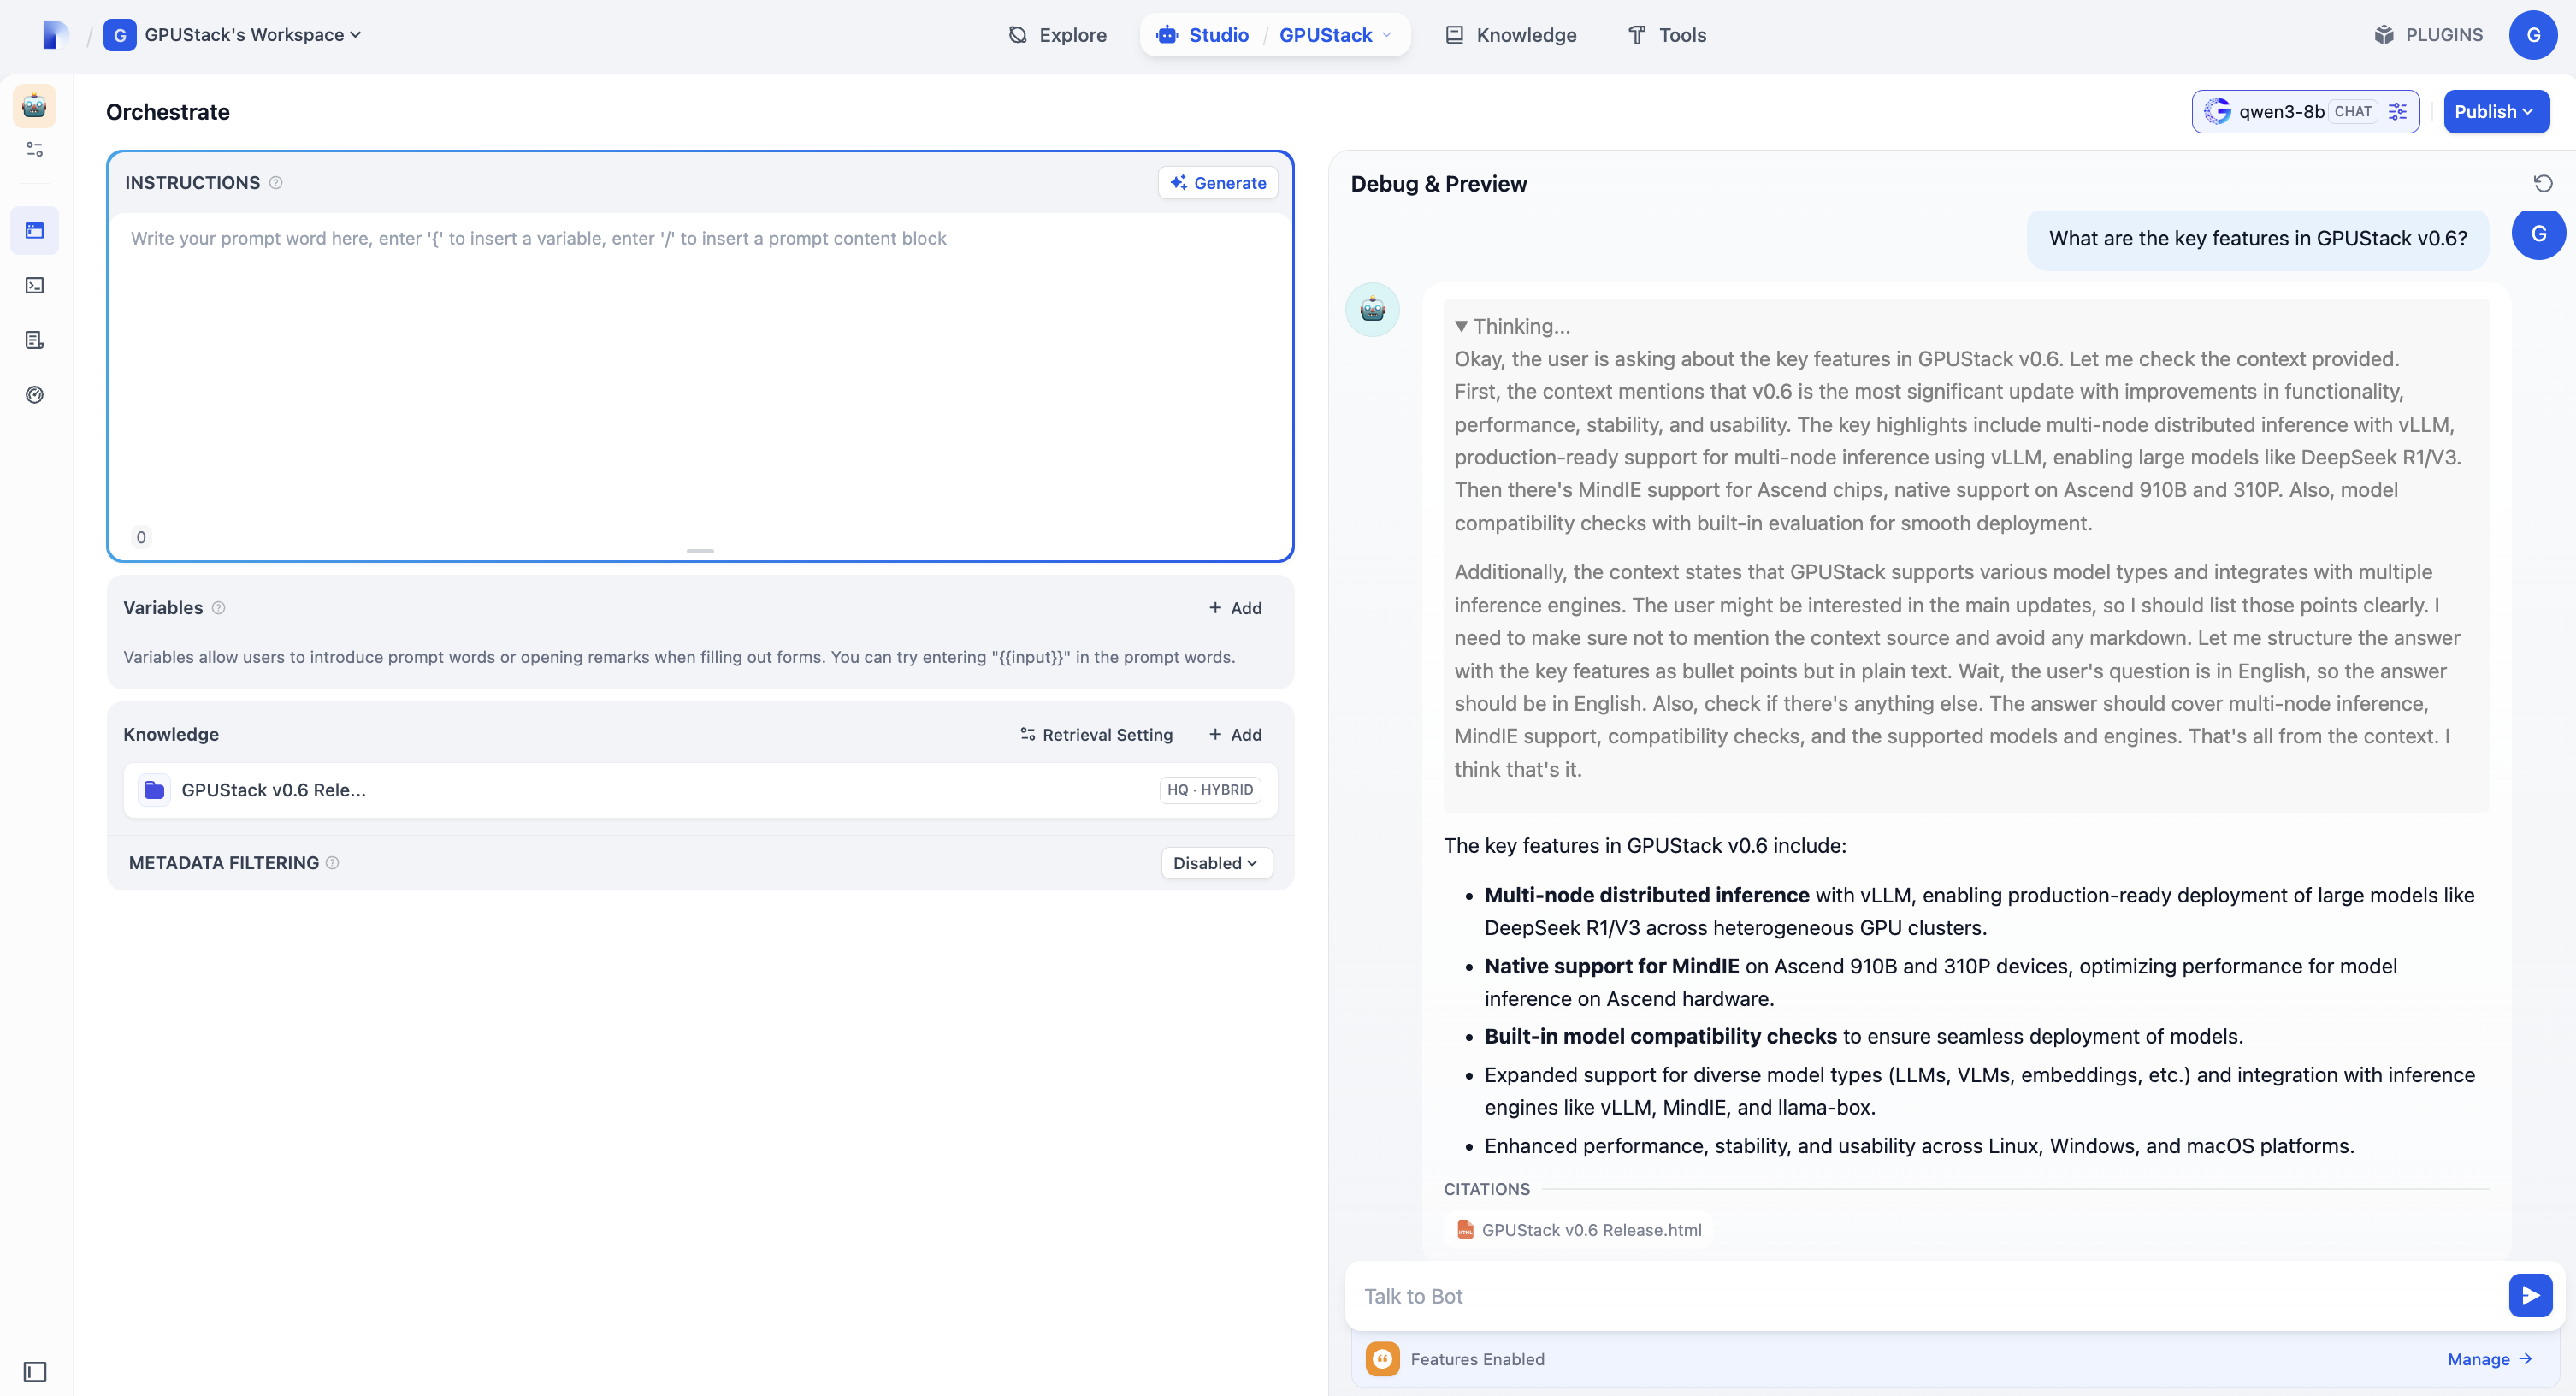 G GPUStack's Workspace
Explore
Studio / GPUStack
Knowledge
Tools
PLUGINS
G
Orchestrate
qwen3-8b CHAT
Publish
INSTRUCTIONS
Generate
Write your prompt word here, enter '{' to insert a variable, enter '/' to insert a prompt content block
0
Variables
+ Add
Variables allow users to introduce prompt words or opening remarks when filling out forms. You can try entering "{{input}}" in the prompt words.
Knowledge
Retrieval Setting
+ Add
GPUStack v0.6 Rele...
HQ · HYBRID
METADATA FILTERING
Disabled
Debug & Preview
What are the key features in GPUStack v0.6?
G
Thinking...
Okay, the user is asking about the key features in GPUStack v0.6. Let me check the context provided.
First, the context mentions that v0.6 is the most significant update with improvements in functionality,
performance, stability, and usability. The key highlights include multi-node distributed inference with vLLM,
production-ready support for multi-node inference using vLLM, enabling large models like DeepSeek R1/V3.
Then there's MindIE support for Ascend chips, native support on Ascend 910B and 310P. Also, model
compatibility checks with built-in evaluation for smooth deployment.
Additionally, the context states that GPUStack supports various model types and integrates with multiple
inference engines. The user might be interested in the main updates, so I should list those points clearly. I
need to make sure not to mention the context source and avoid any markdown. Let me structure the answer
with the key features as bullet points but in plain text. Wait, the user's question is in English, so the answer
should be in English. Also, check if there's anything else. The answer should cover multi-node inference,
MindIE support, compatibility checks, and the supported models and engines. That's all from the context. I
think that's it.
The key features in GPUStack v0.6 include:
• Multi-node distributed inference with vLLM, enabling production-ready deployment of large models like
DeepSeek R1/V3 across heterogeneous GPU clusters.
• Native support for MindIE on Ascend 910B and 310P devices, optimizing performance for model
inference on Ascend hardware.
• Built-in model compatibility checks to ensure seamless deployment of models.
• Expanded support for diverse model types (LLMs, VLMs, embeddings, etc.) and integration with inference
engines like vLLM, MindIE, and llama-box.
• Enhanced performance, stability, and usability across Linux, Windows, and macOS platforms.
CITATIONS
GPUStack v0.6 Release.html
Talk to Bot
Features Enabled
Manage →